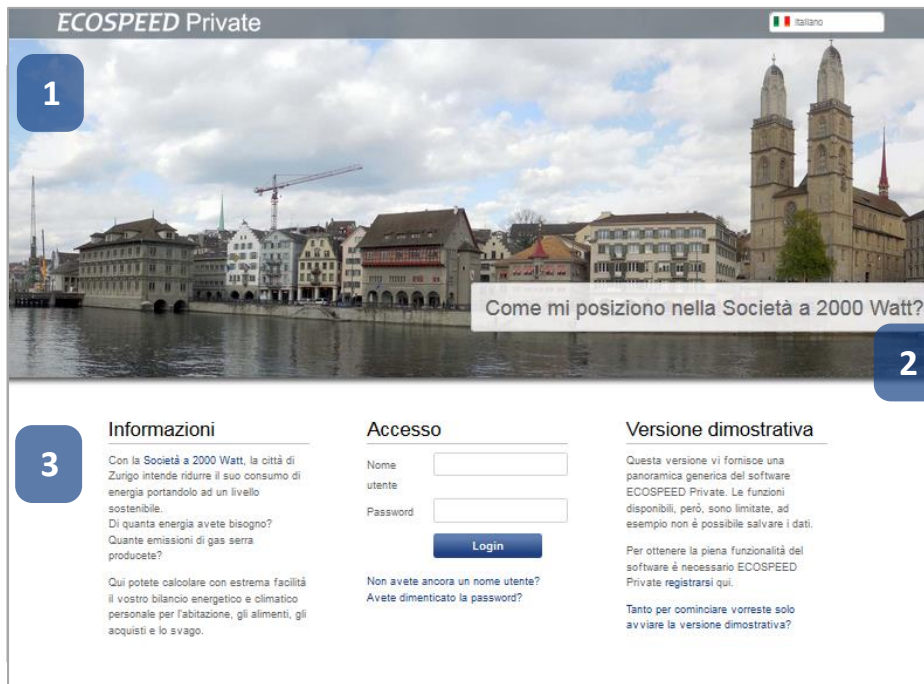 ECOSPEED Private
Italiano
1
Come mi posiziono nella Società a 2000 Watt?
2
3
Informazioni
Con la Società a 2000 Watt, la città di
Zurigo intende ridurre il suo consumo di
energia portandolo ad un livello
sostenibile.
Di quanta energia avete bisogno?
Quante emissioni di gas serra
producete?
Qui potete calcolare con estrema facilità
il vostro bilancio energetico e climatico
personale per l'abitazione, gli alimenti, gli
acquisti e lo svago.
Accesso
Nome
utente
Password
Login
Non avete ancora un nome utente?
Avete dimenticato la password?
Versione dimostrativa
Questa versione vi fornisce una
panoramica generica del software
ECOSPEED Private. Le funzioni
disponibili, però, sono limitate, ad
esempio non è possibile salvare i dati.
Per ottenere la piena funzionalità del
software è necessario ECOSPEED
Private registrarsi qui.
Tanto per cominciare vorreste solo
avviare la versione dimostrativa?